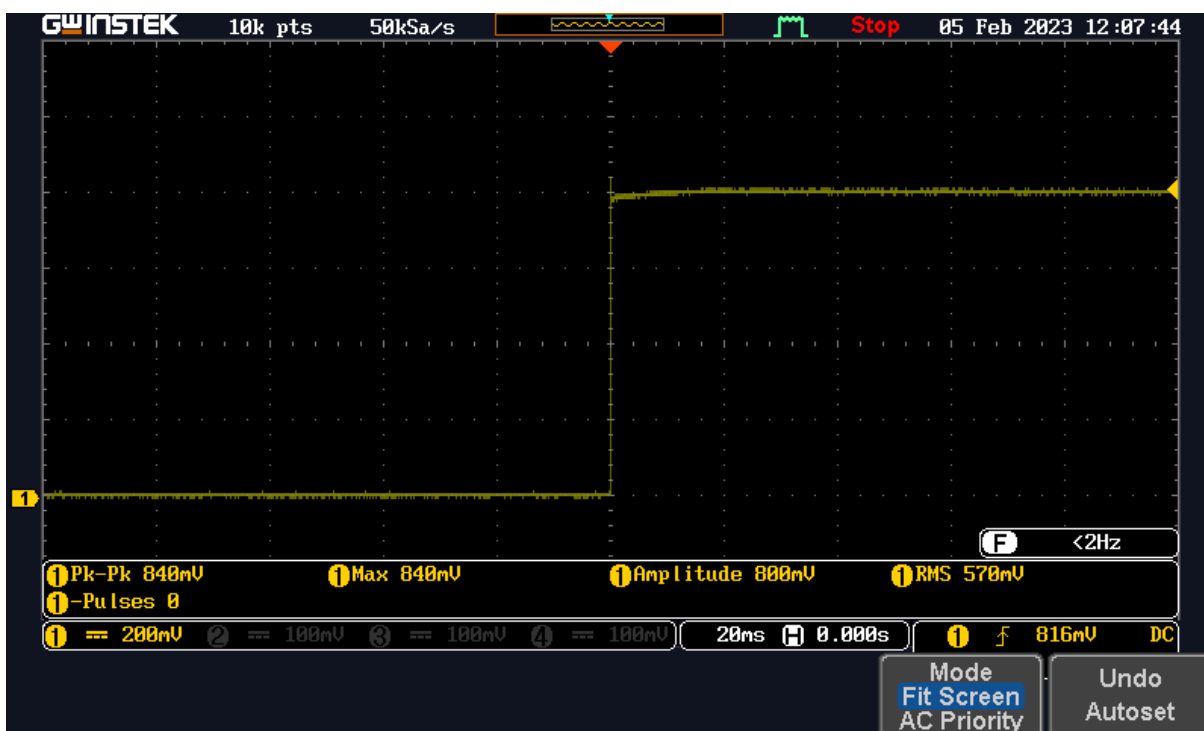 GWINSTEK 10k pts 50kSa/s Stop 05 Feb 2023 12:07:44
1
F <2Hz
1 Pk-Pk 840mV 1 Max 840mV 1 Amplitude 800mV 1 RMS 570mV
1 -Pulses 0
1 200mV 2 100mV 3 100mV 4 100mV 20ms H 0.000s 1 816mV DC
Mode
Fit Screen
AC Priority
Undo
Autoset